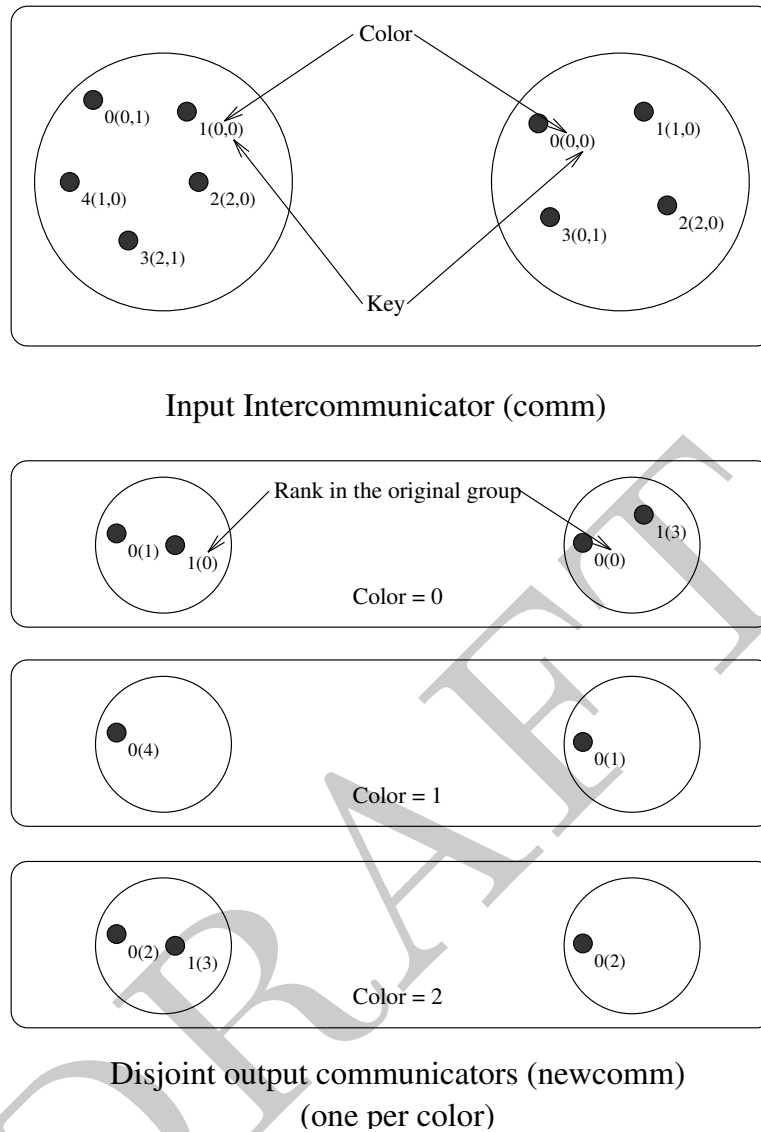 Color
0(0,1)
1(0,0)
0(0,0)
1(1,0)
4(1,0)
2(2,0)
3(2,1)
3(0,1)
2(2,0)
Key
Input Intercommunicator (comm)
Rank in the original group
0(1)
1(0)
0(0)
1(3)
Color = 0
0(4)
0(1)
Color = 1
0(2)
1(3)
0(2)
Color = 2
Disjoint output communicators (newcomm)
(one per color)
DRAFT